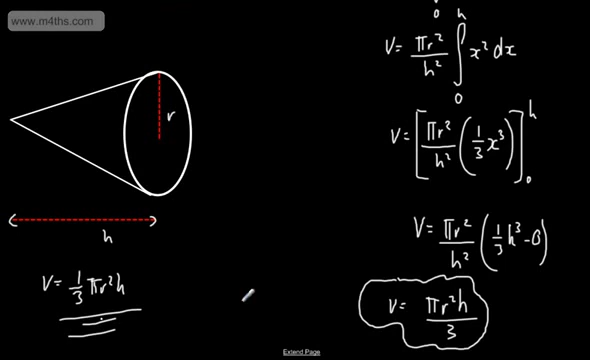 www.m4ths.com
0 h
V = πr²/h² ∫₀ʰ x² dx
r
V = [πr²/h² (1/3 x³)]₀ʰ
h
V = πr²/h² (1/3 h³ - 0)
V = 1/3 πr²h
V = πr²h/3
Extend Page